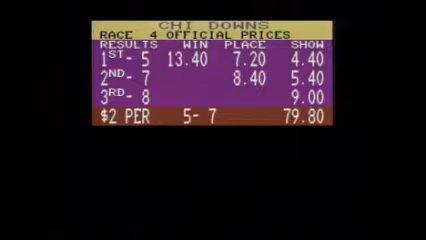 CHI DOWNS
RACE 4 OFFICIAL PRICES
RESULTS WIN PLACE SHOW
1ST- 5 13.40 7.20 4.40
2ND- 7 8.40 5.40
3RD- 8 9.00
$2 PER 5- 7 79.80